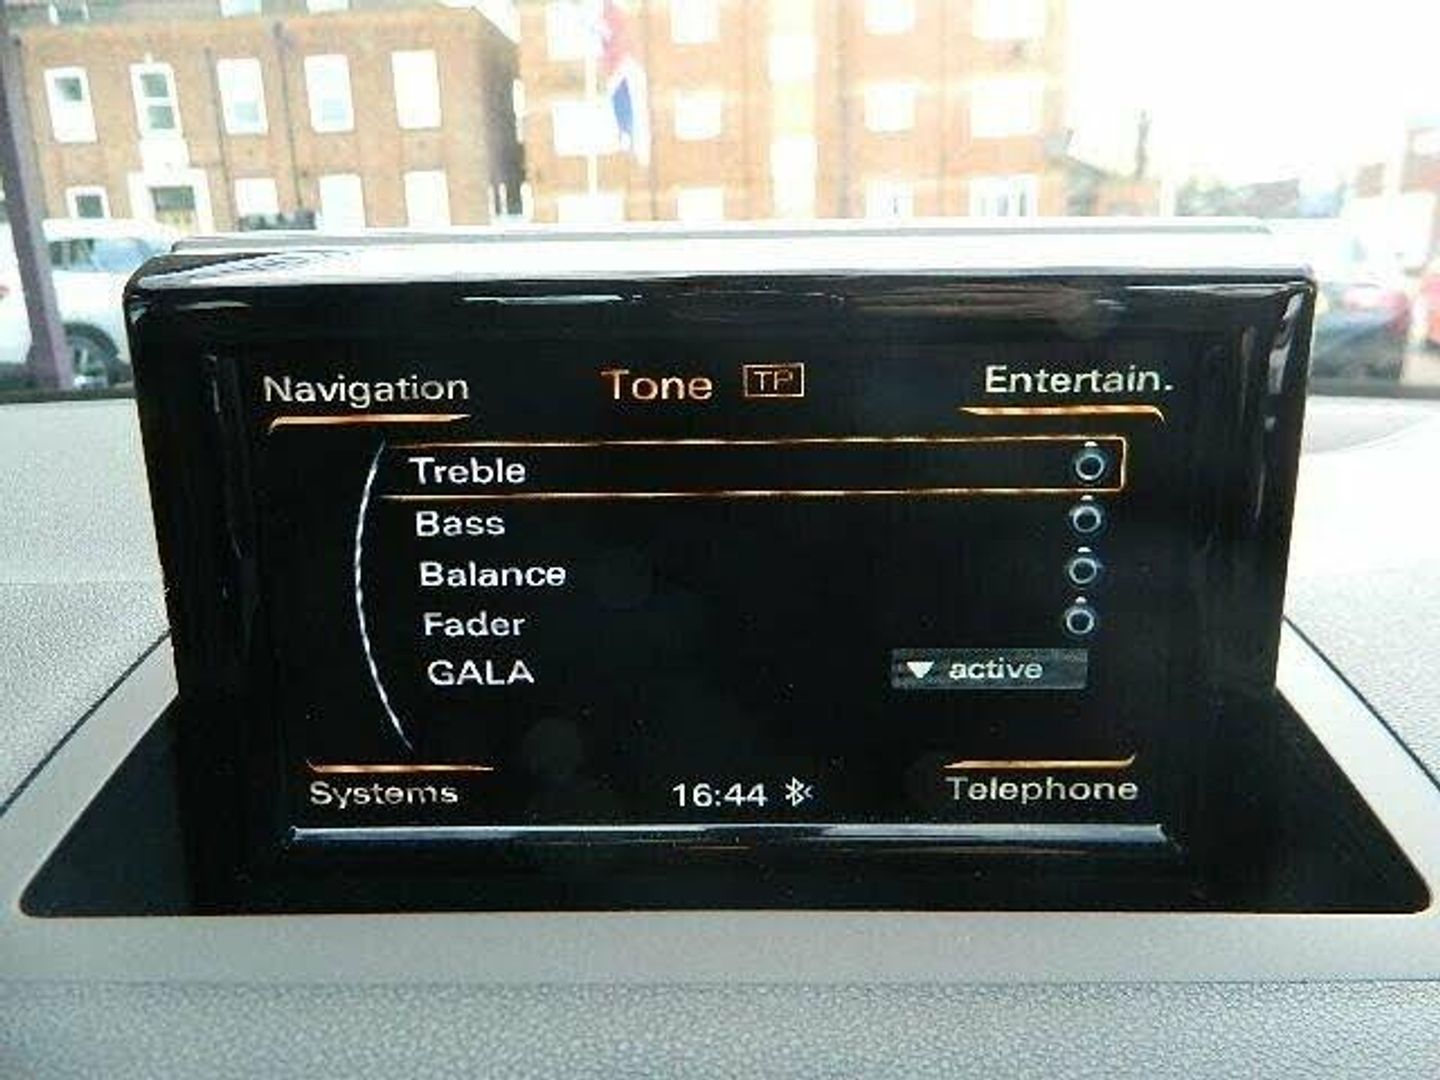 Navigation
Tone TP
Entertain.
Treble
Bass
Balance
Fader
GALA
active
Systems
16:44
Telephone